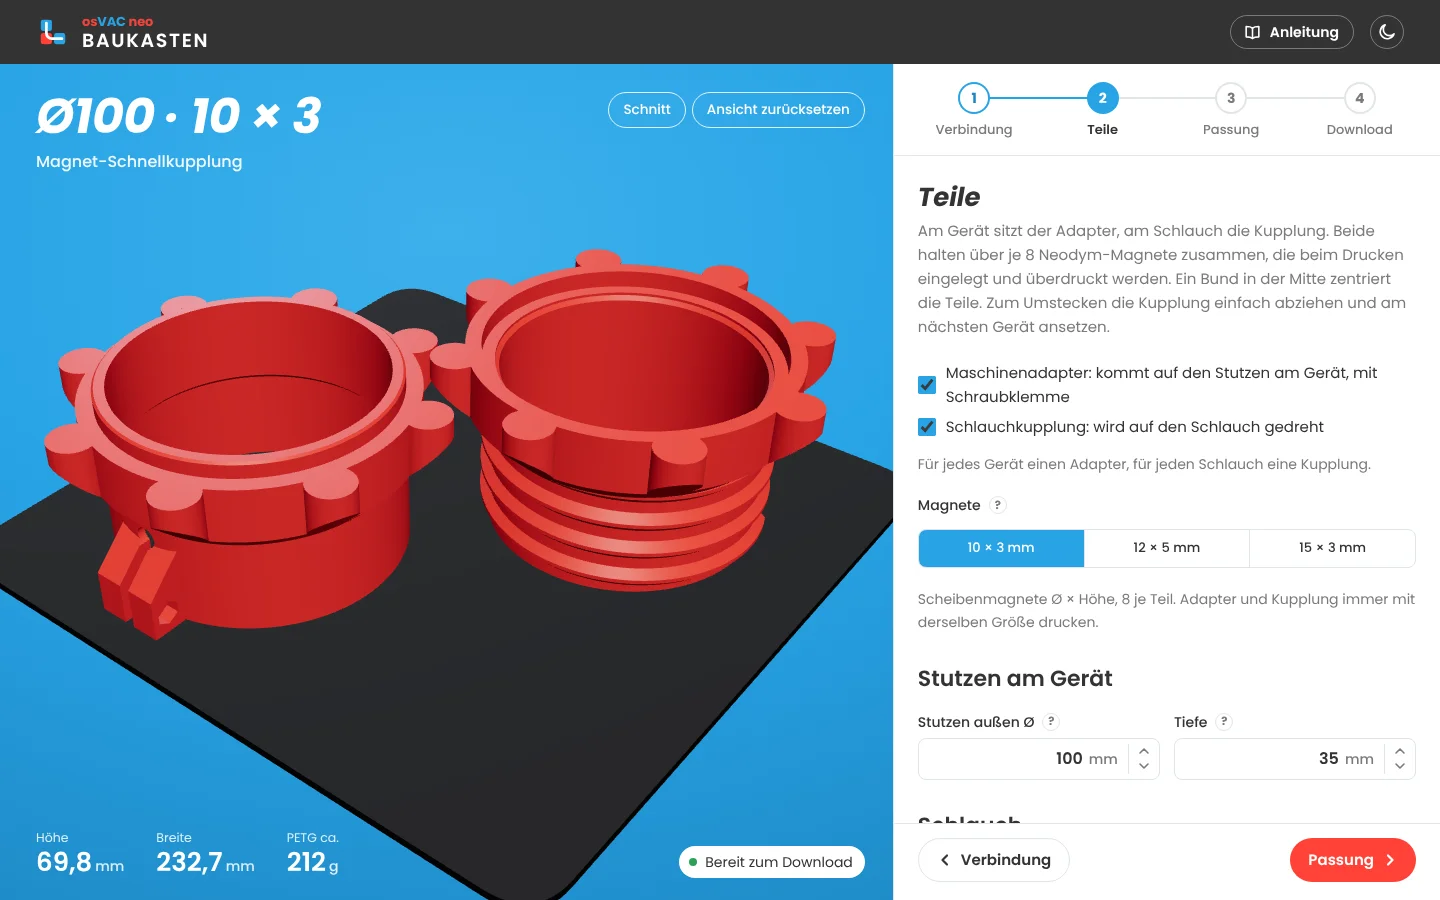 osVAC neo
BAUKASTEN
Anleitung
Ø100 · 10 × 3
Magnet-Schnellkupplung
Schnitt
Ansicht zurücksetzen
1
2
3
4
Verbindung
Teile
Passung
Download
Teile
Am Gerät sitzt der Adapter, am Schlauch die Kupplung. Beide
halten über je 8 Neodym-Magnete zusammen, die beim Drucken
eingelegt und überdruckt werden. Ein Bund in der Mitte zentriert
die Teile. Zum Umstecken die Kupplung einfach abziehen und am
nächsten Gerät ansetzen.
Maschinenadapter: kommt auf den Stutzen am Gerät, mit
Schraubklemme
Schlauchkupplung: wird auf den Schlauch gedreht
Für jedes Gerät einen Adapter, für jeden Schlauch eine Kupplung.
Magnete ?
10 × 3 mm
12 × 5 mm
15 × 3 mm
Scheibenmagnete Ø × Höhe, 8 je Teil. Adapter und Kupplung immer mit
derselben Größe drucken.
Stutzen am Gerät
Stutzen außen Ø ?
Tiefe ?
100 mm
35 mm
Schlauch
Höhe
69,8 mm
Breite
232,7 mm
PETG ca.
212 g
Bereit zum Download
Verbindung
Passung